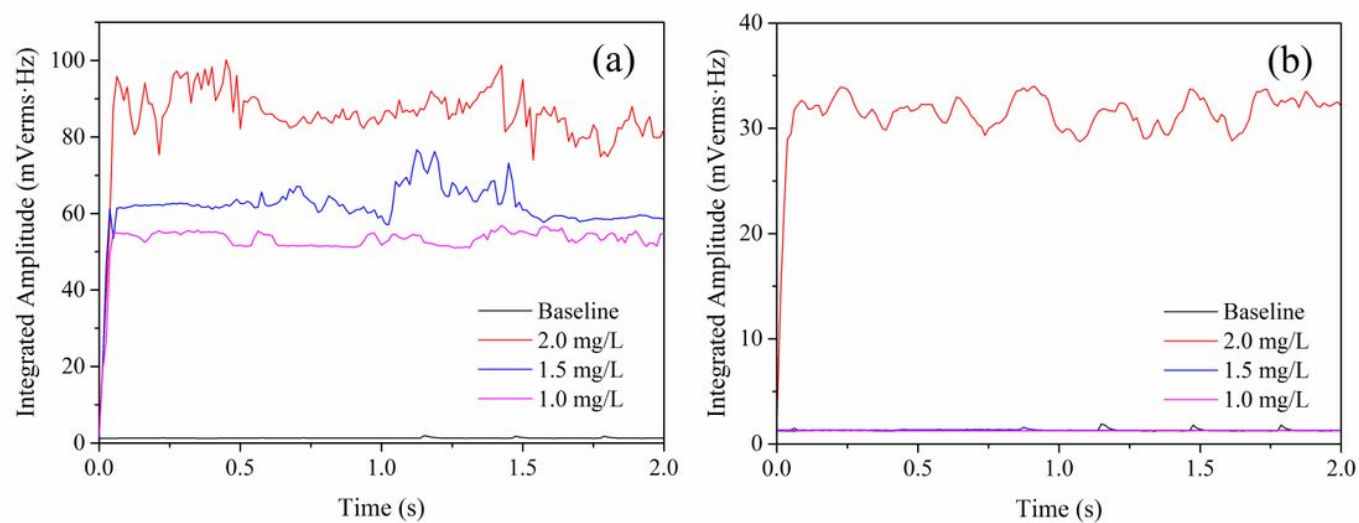 (a)
Integrated Amplitude (mVerms·Hz)
100
80
60
40
20
0
Baseline
2.0 mg/L
1.5 mg/L
1.0 mg/L
0.0 0.5 1.0 1.5 2.0
Time (s)
(b)
Integrated Amplitude (mVerms·Hz)
40
30
20
10
0
Baseline
2.0 mg/L
1.5 mg/L
1.0 mg/L
0.0 0.5 1.0 1.5 2.0
Time (s)